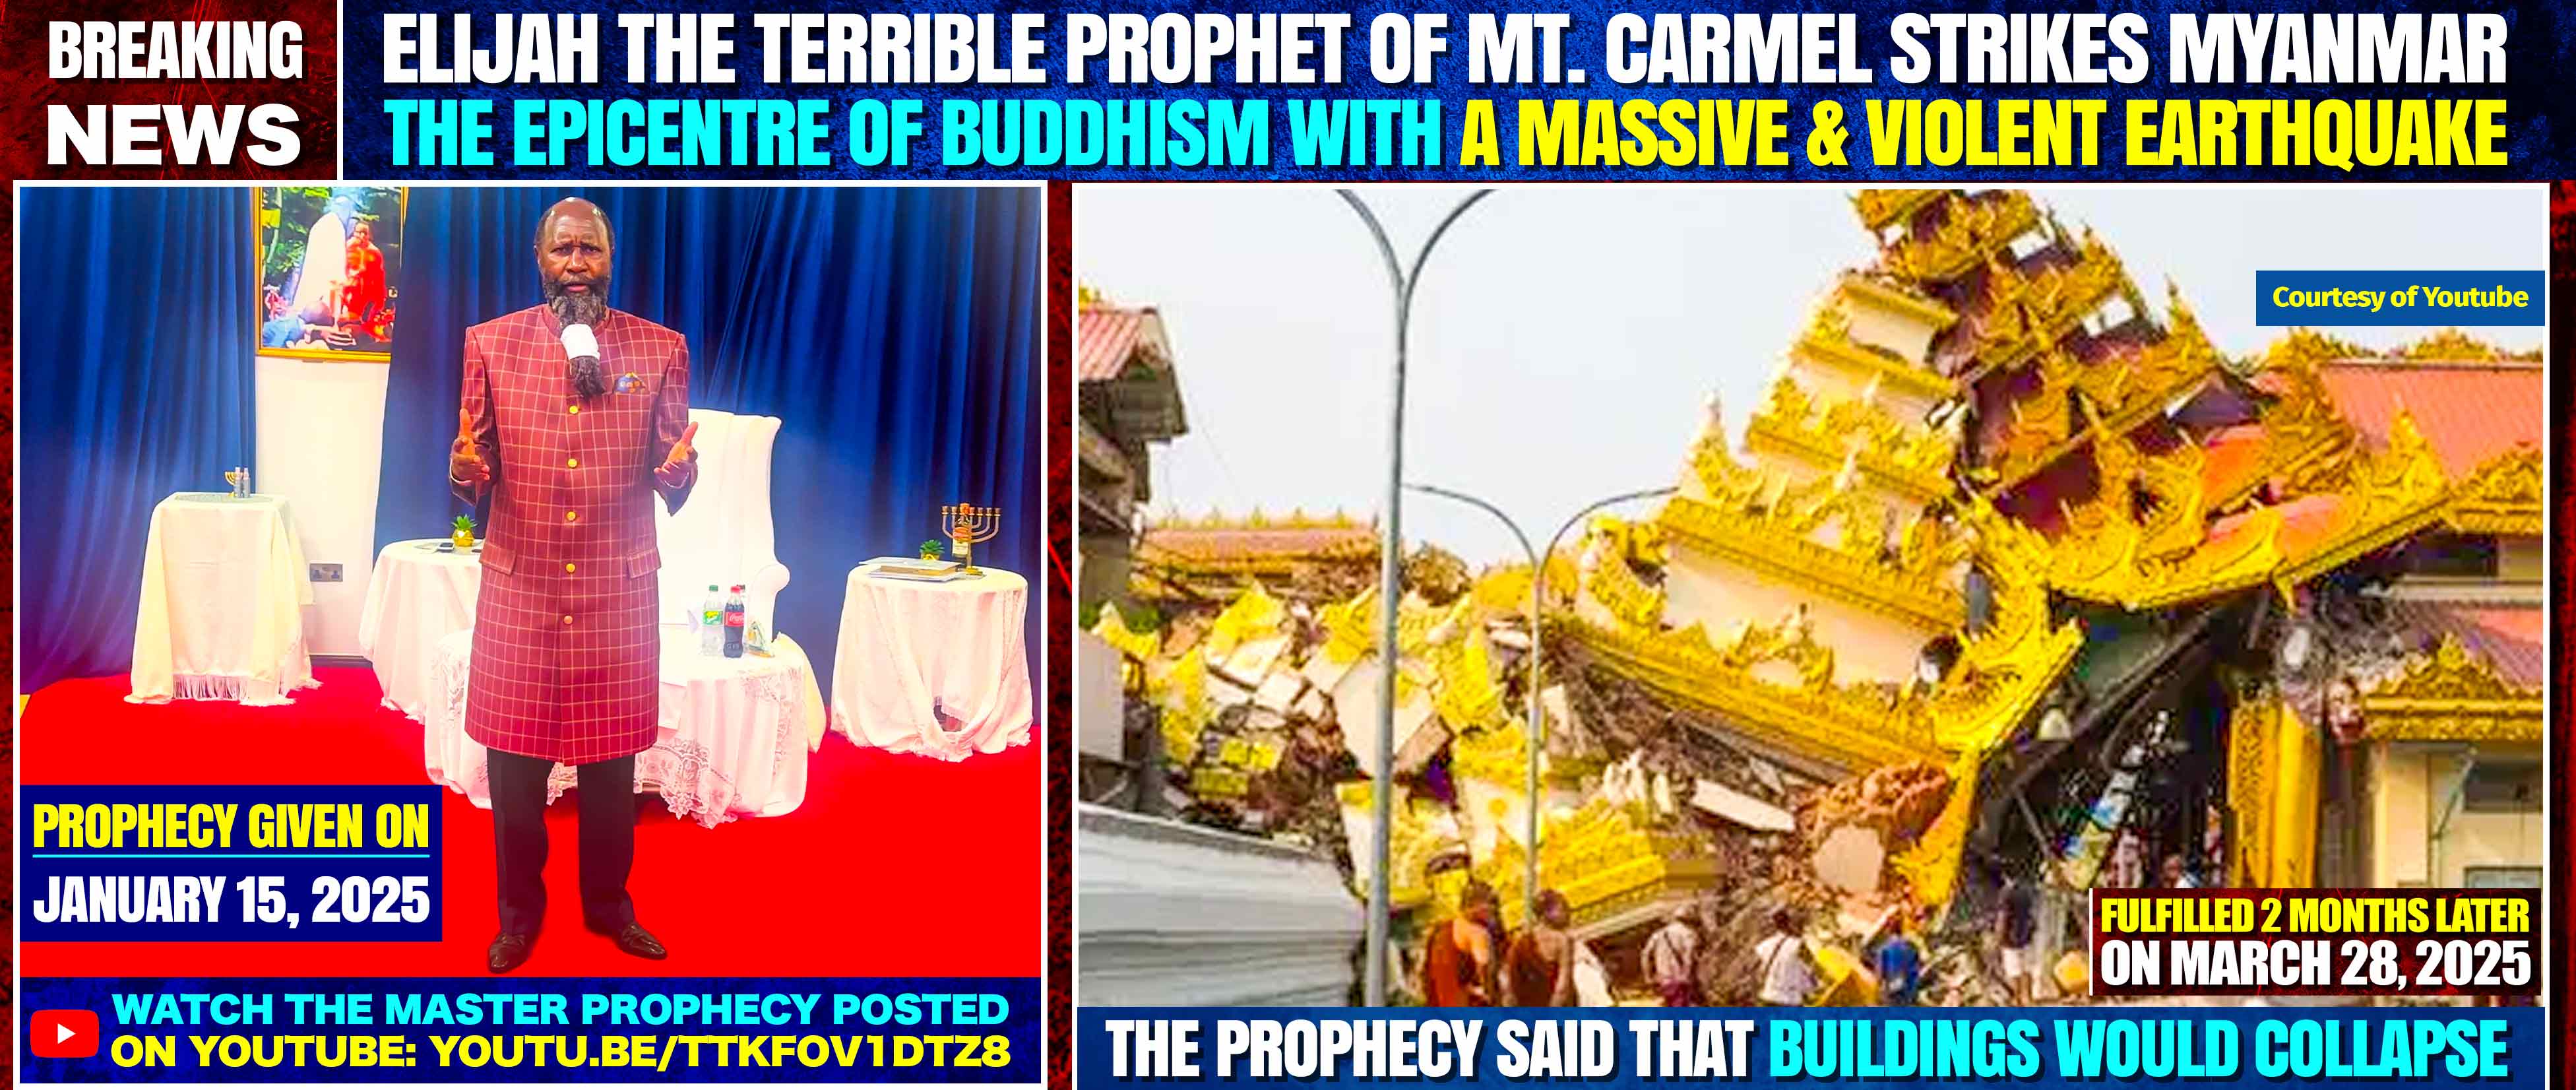 BREAKING
NEWS
ELIJAH THE TERRIBLE PROPHET OF MT. CARMEL STRIKES MYANMAR
THE EPICENTRE OF BUDDHISM WITH A MASSIVE & VIOLENT EARTHQUAKE
Courtesy of Youtube
PROPHECY GIVEN ON
JANUARY 15, 2025
WATCH THE MASTER PROPHECY POSTED
ON YOUTUBE: YOUTU.BE/TTKFOV1DTZ8
FULFILLED 2 MONTHS LATER
ON MARCH 28, 2025
THE PROPHECY SAID THAT BUILDINGS WOULD COLLAPSE